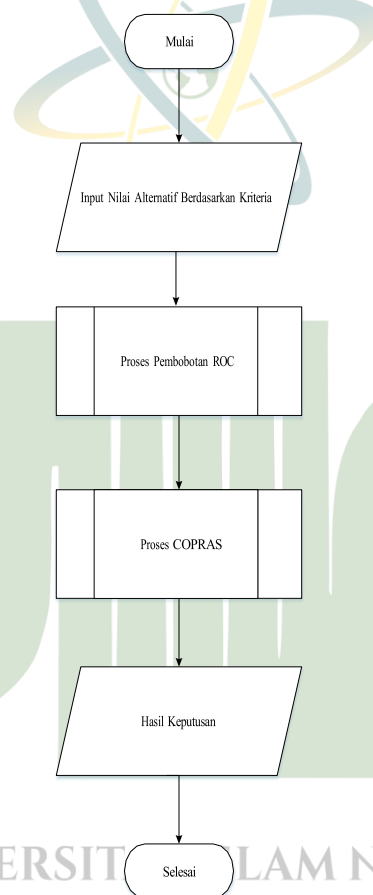 Mulai
Input Nilai Alternatif Berdasarkan Kriteria
Proses Pembobotan ROC
Proses COPRAS
Hasil Keputusan
Selesai